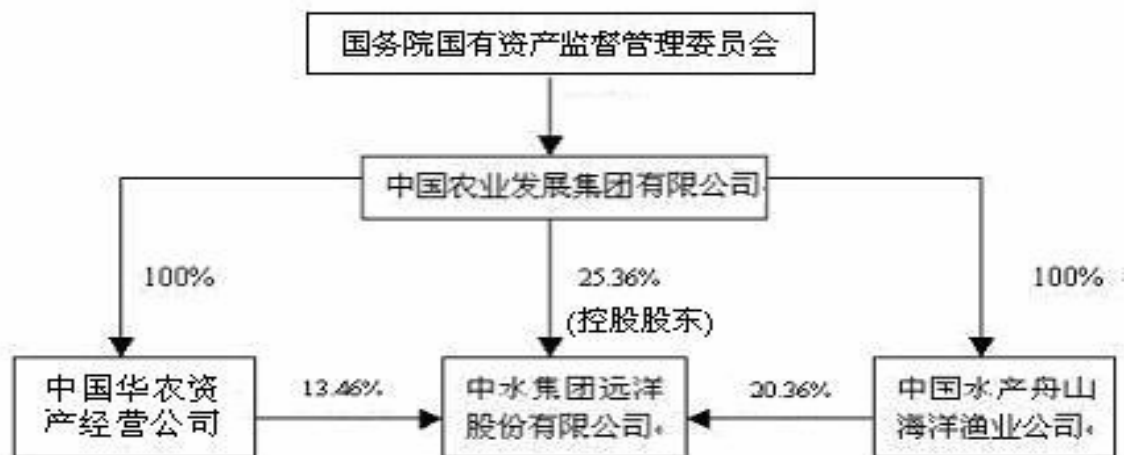 国务院国有资产监督管理委员会
中国农业发展集团有限公司
100%
25.36%
100%
(控股股东)
中国华农资
产经营公司
13.46%
中水集团远洋
股份有限公司
20.36%
中国水产舟山
海洋渔业公司